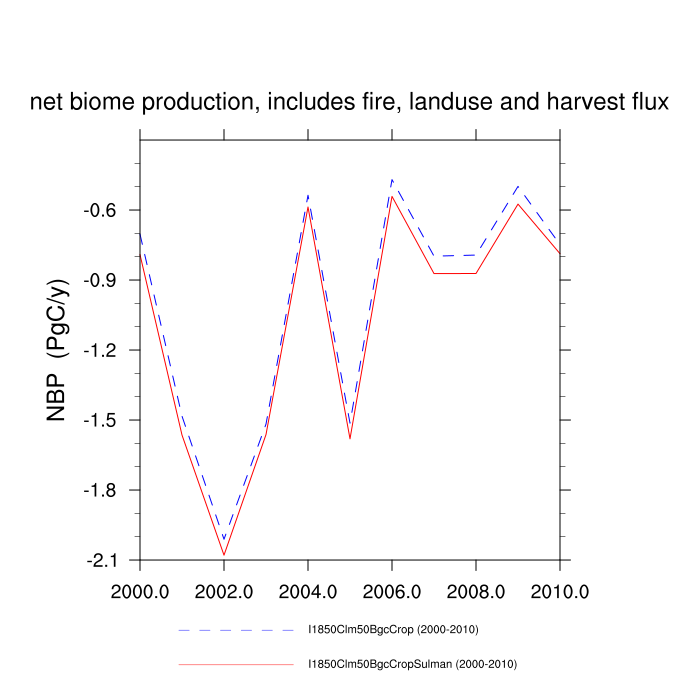 net biome production, includes fire, landuse and harvest flux
NBP (PgC/y)
-0.6
-0.9
-1.2
-1.5
-1.8
-2.1
2000.0 2002.0 2004.0 2006.0 2008.0 2010.0
I1850Clm50BgcCrop (2000-2010)
I1850Clm50BgcCropSulman (2000-2010)